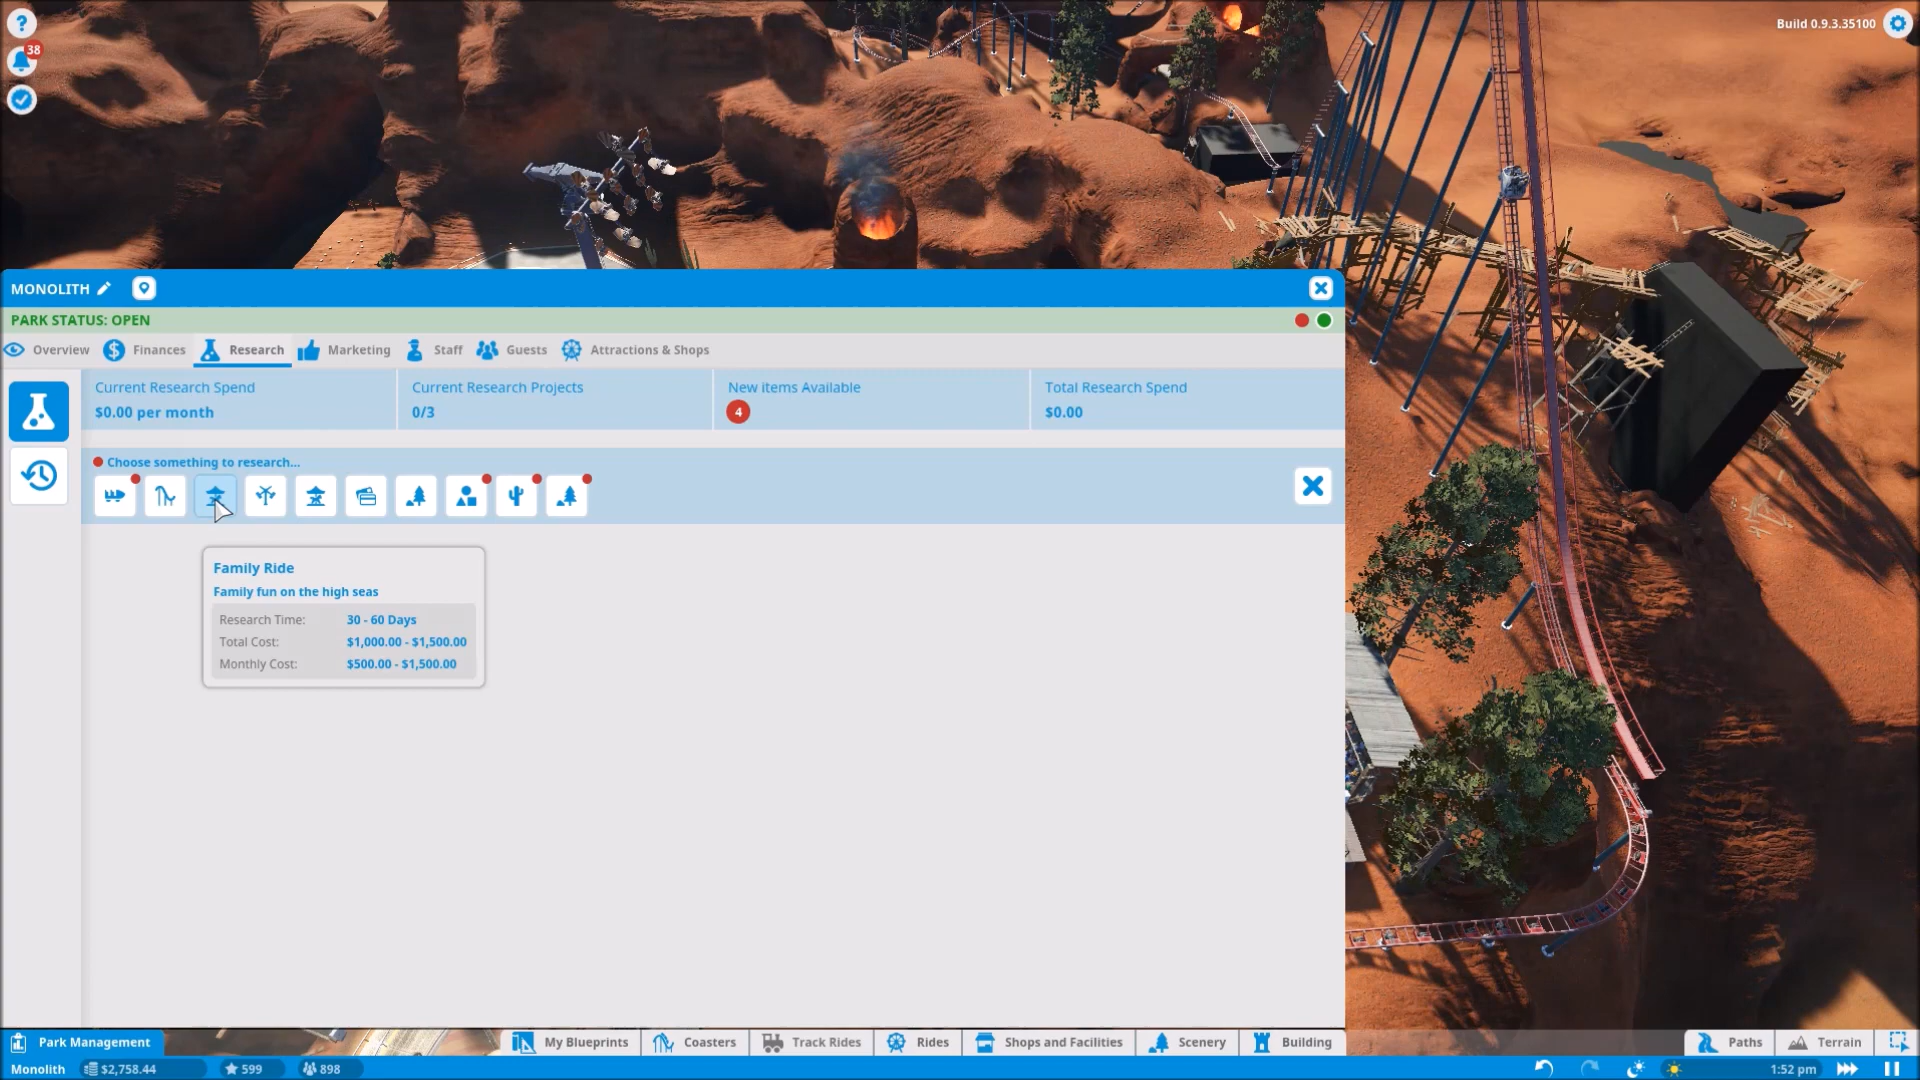 ?
38
Build 0.9.3.35100
MONOLITH
PARK STATUS: OPEN
Overview Finances Research Marketing Staff Guests Attractions & Shops
Current Research Spend
$0.00 per month
Current Research Projects
0/3
New items Available
4
Total Research Spend
$0.00
Choose something to research...
Family Ride
Family fun on the high seas
Research Time: 30 - 60 Days
Total Cost: $1,000.00 - $1,500.00
Monthly Cost: $500.00 - $1,500.00
Park Management My Blueprints Coasters Track Rides Rides Shops and Facilities Scenery Building Paths Terrain
Monolith $2,758.44 599 898 1:52 pm